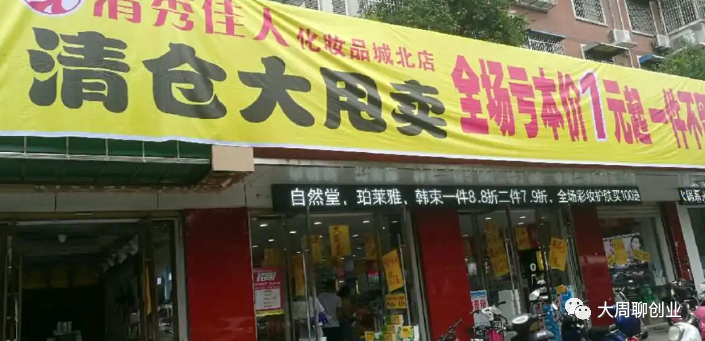 清秀佳人化妆品城北店
清仓大甩卖
全场亏本价1元起一件不
自然堂、珀莱雅、韩束一件8.8折二件7.9折、全场彩妆护肤买100送
大周聊创业